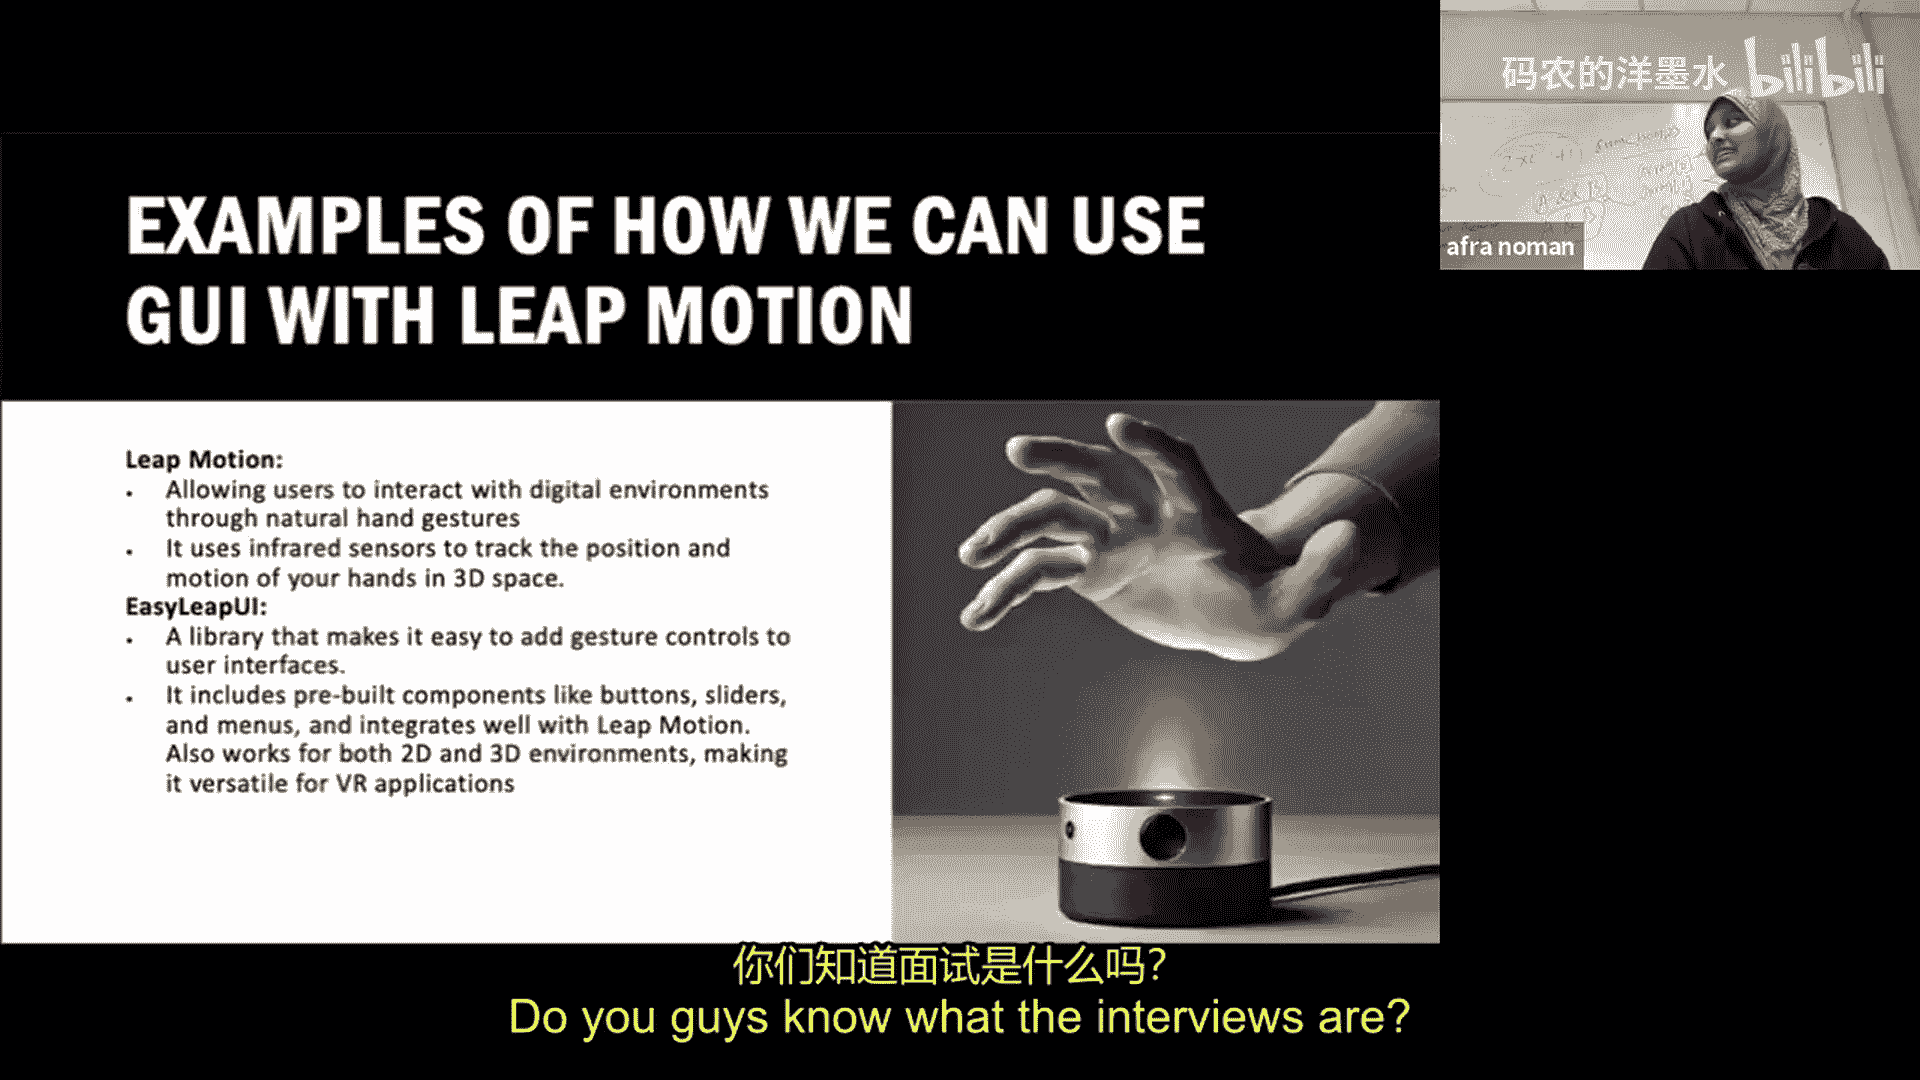 码农的洋墨水 bilibili
afra noman
EXAMPLES OF HOW WE CAN USE
GUI WITH LEAP MOTION
Leap Motion:
• Allowing users to interact with digital environments
through natural hand gestures
• It uses infrared sensors to track the position and
motion of your hands in 3D space.
EasyLeapUI:
• A library that makes it easy to add gesture controls to
user interfaces.
• It includes pre-built components like buttons, sliders,
and menus, and integrates well with Leap Motion.
Also works for both 2D and 3D environments, making
it versatile for VR applications
你们知道面试是什么吗？
Do you guys know what the interviews are?